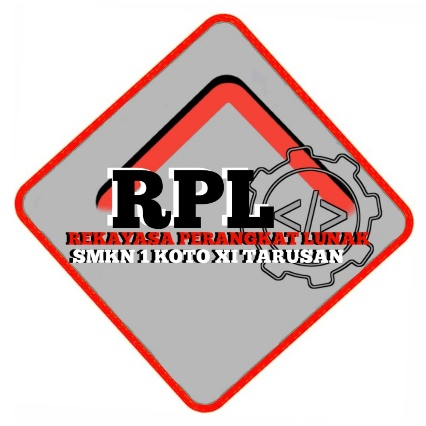 RPL
</>
REKAYASA PERANGKAT LUNAK
SMKN 1 KOTO XI TARUSAN